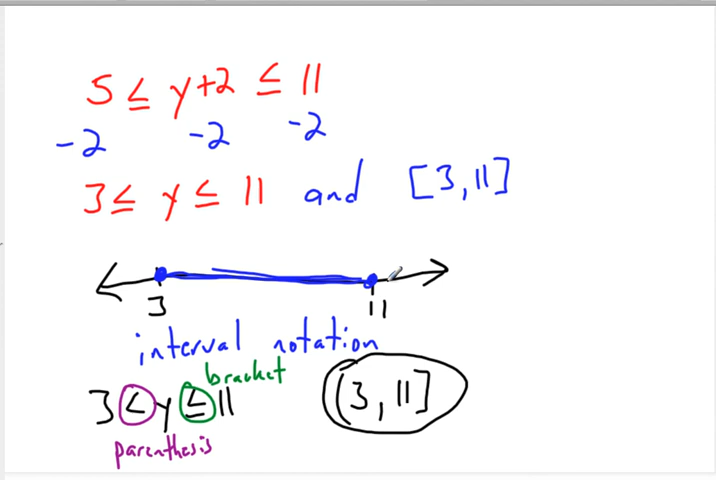 5 ≤ y+2 ≤ 11
-2 -2 -2
3 ≤ y ≤ 11 and [3, 11]
3 11
interval notation
bracket
3 < y ≤ 11 (3, 11]
parenthesis